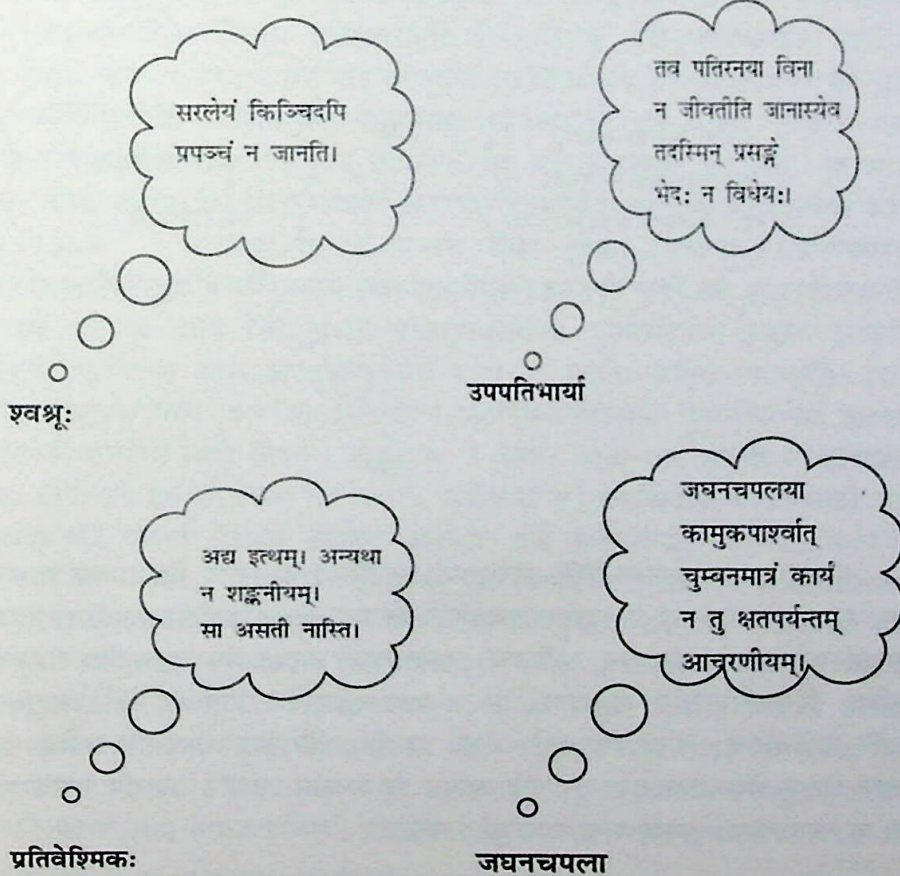 सरलेयं किञ्चिदपि
प्रपञ्चं न जानति।
श्वश्रूः
तव पतिरनया विना
न जीवतीति जानास्येव
तदस्मिन् प्रसङ्गे
भेदः न विधेयः।
उपपतिभार्या
अद्य इत्थम्। अन्यथा
न शङ्कनीयम्।
सा असती नास्ति।
प्रतिवेश्मिकः
जघनचपलया
कामुकपार्श्वात्
चुम्बनमात्रं कार्यं
न तु क्षतपर्यन्तम्
आचरणीयम्।
जघनचपला